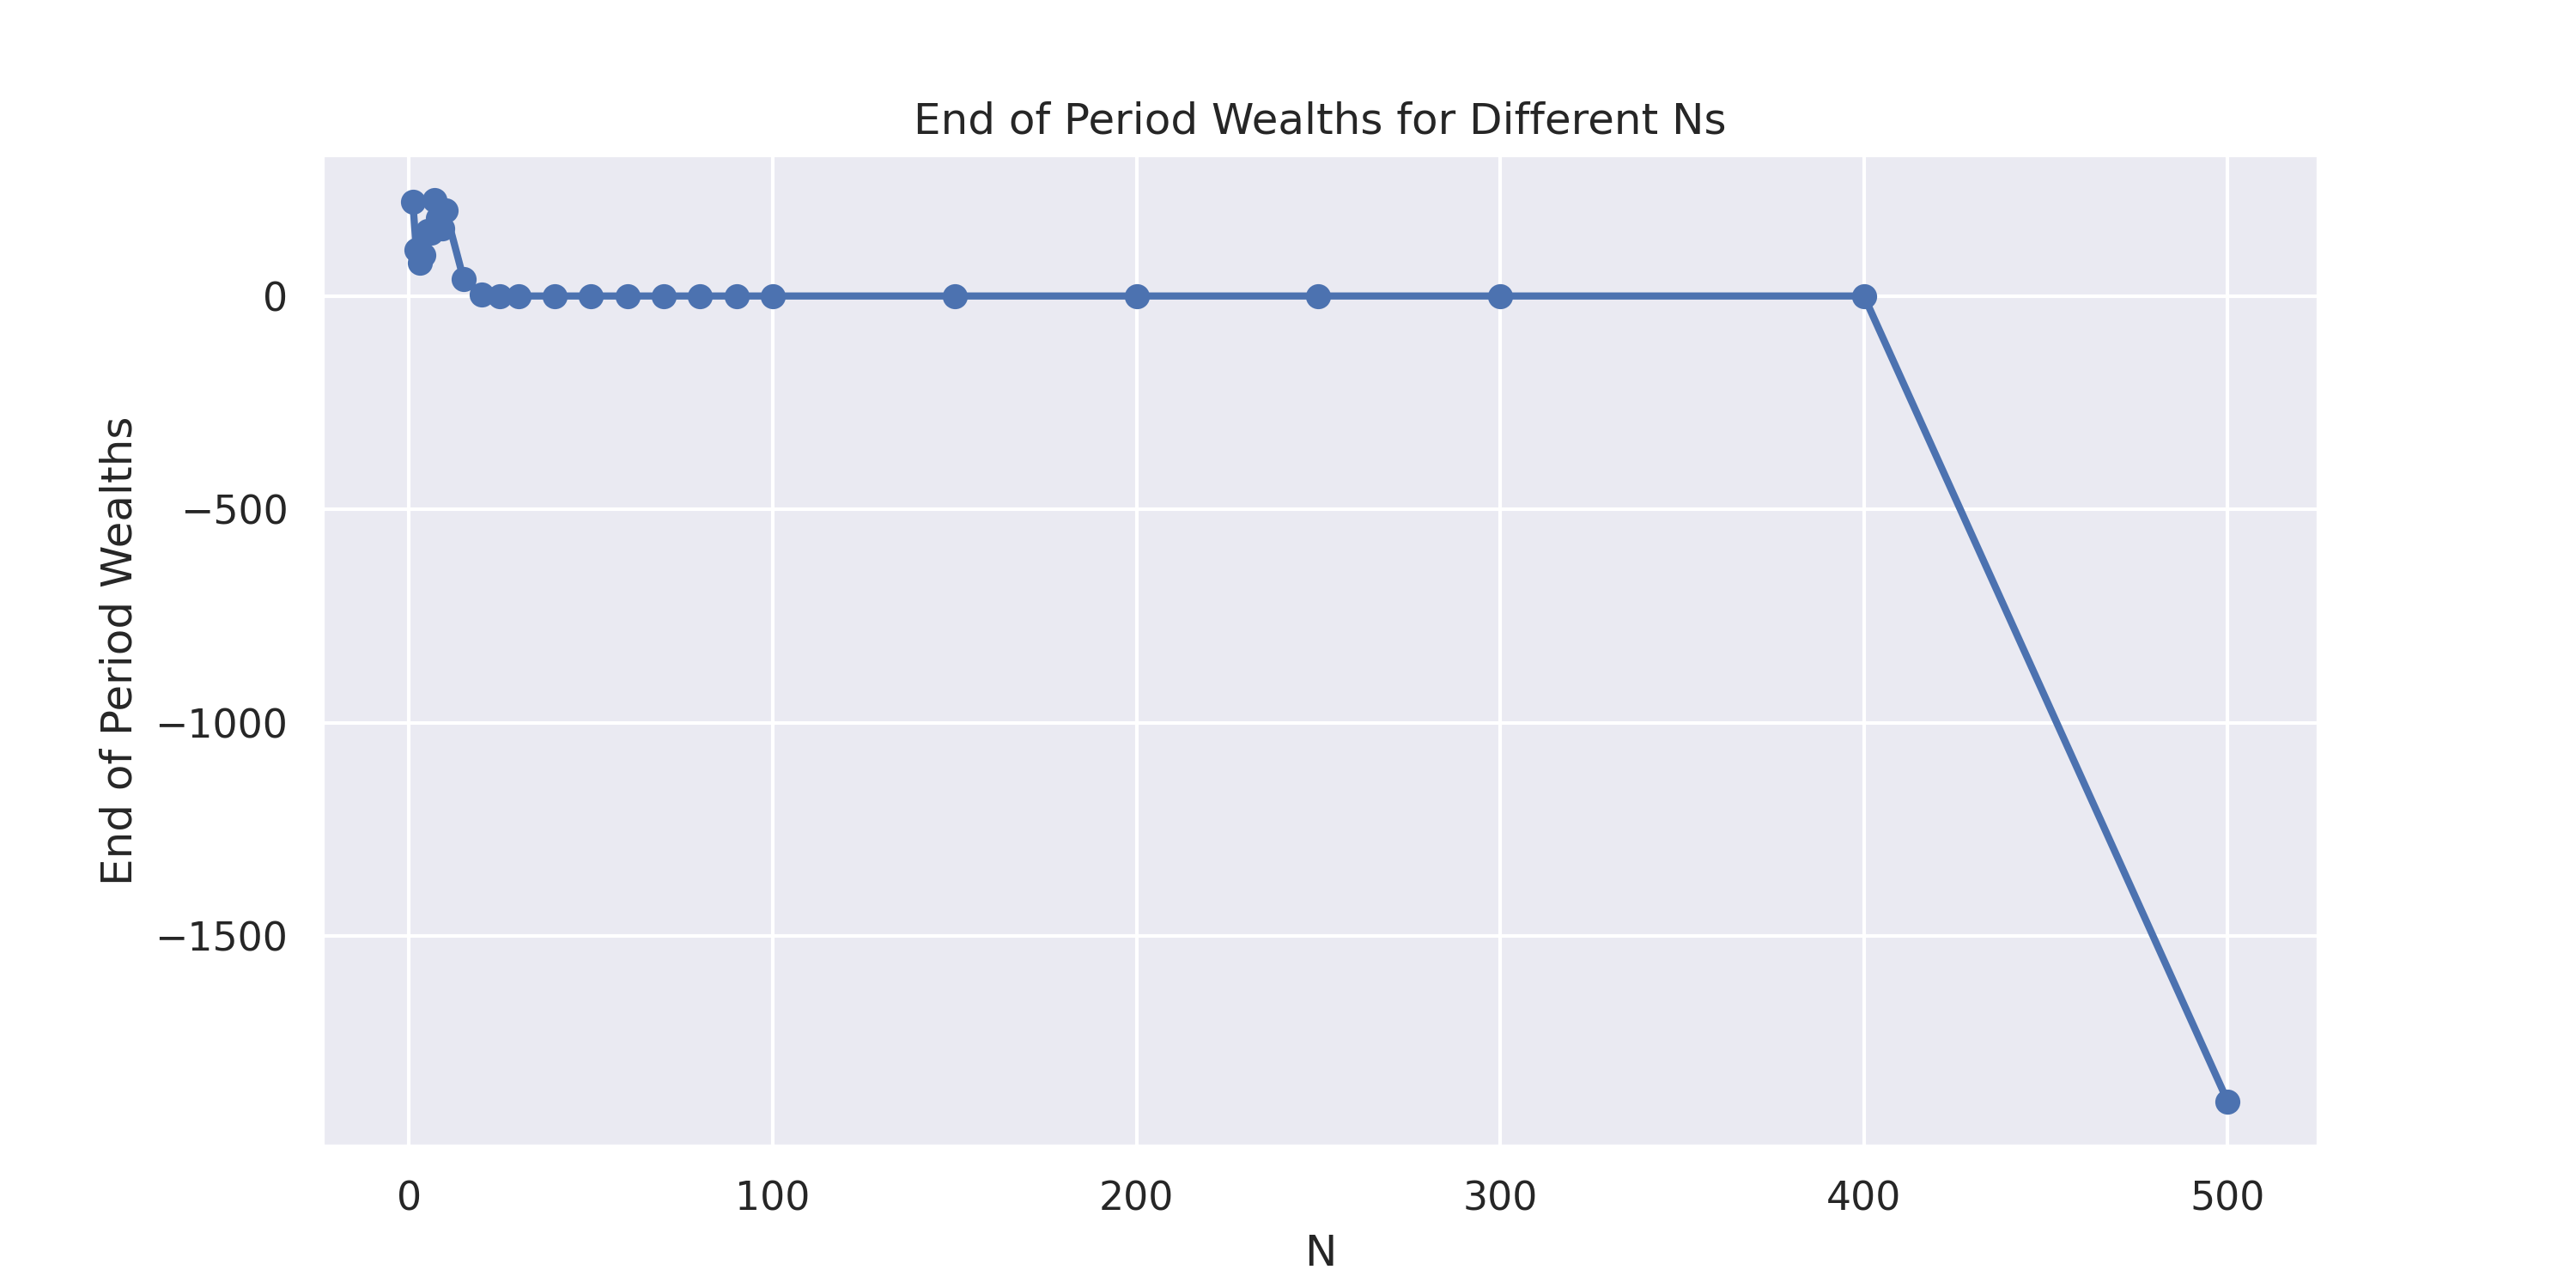 End of Period Wealths for Different Ns
End of Period Wealths
0
−500
−1000
−1500
0 100 200 300 400 500
N